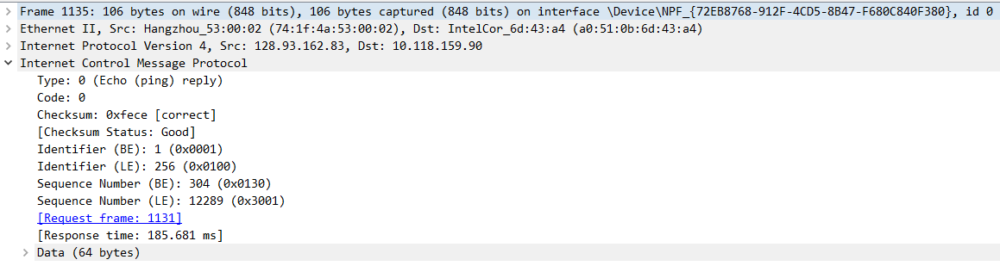 Frame 1135: 106 bytes on wire (848 bits), 106 bytes captured (848 bits) on interface \Device\NPF_{72EB8768-912F-4CD5-8B47-F680C840F380}, id 0
Ethernet II, Src: Hangzhou_53:00:02 (74:1f:4a:53:00:02), Dst: IntelCor_6d:43:a4 (a0:51:0b:6d:43:a4)
Internet Protocol Version 4, Src: 128.93.162.83, Dst: 10.118.159.90
Internet Control Message Protocol
Type: 0 (Echo (ping) reply)
Code: 0
Checksum: 0xfece [correct]
[Checksum Status: Good]
Identifier (BE): 1 (0x0001)
Identifier (LE): 256 (0x0100)
Sequence Number (BE): 304 (0x0130)
Sequence Number (LE): 12289 (0x3001)
[Request frame: 1131]
[Response time: 185.681 ms]
Data (64 bytes)